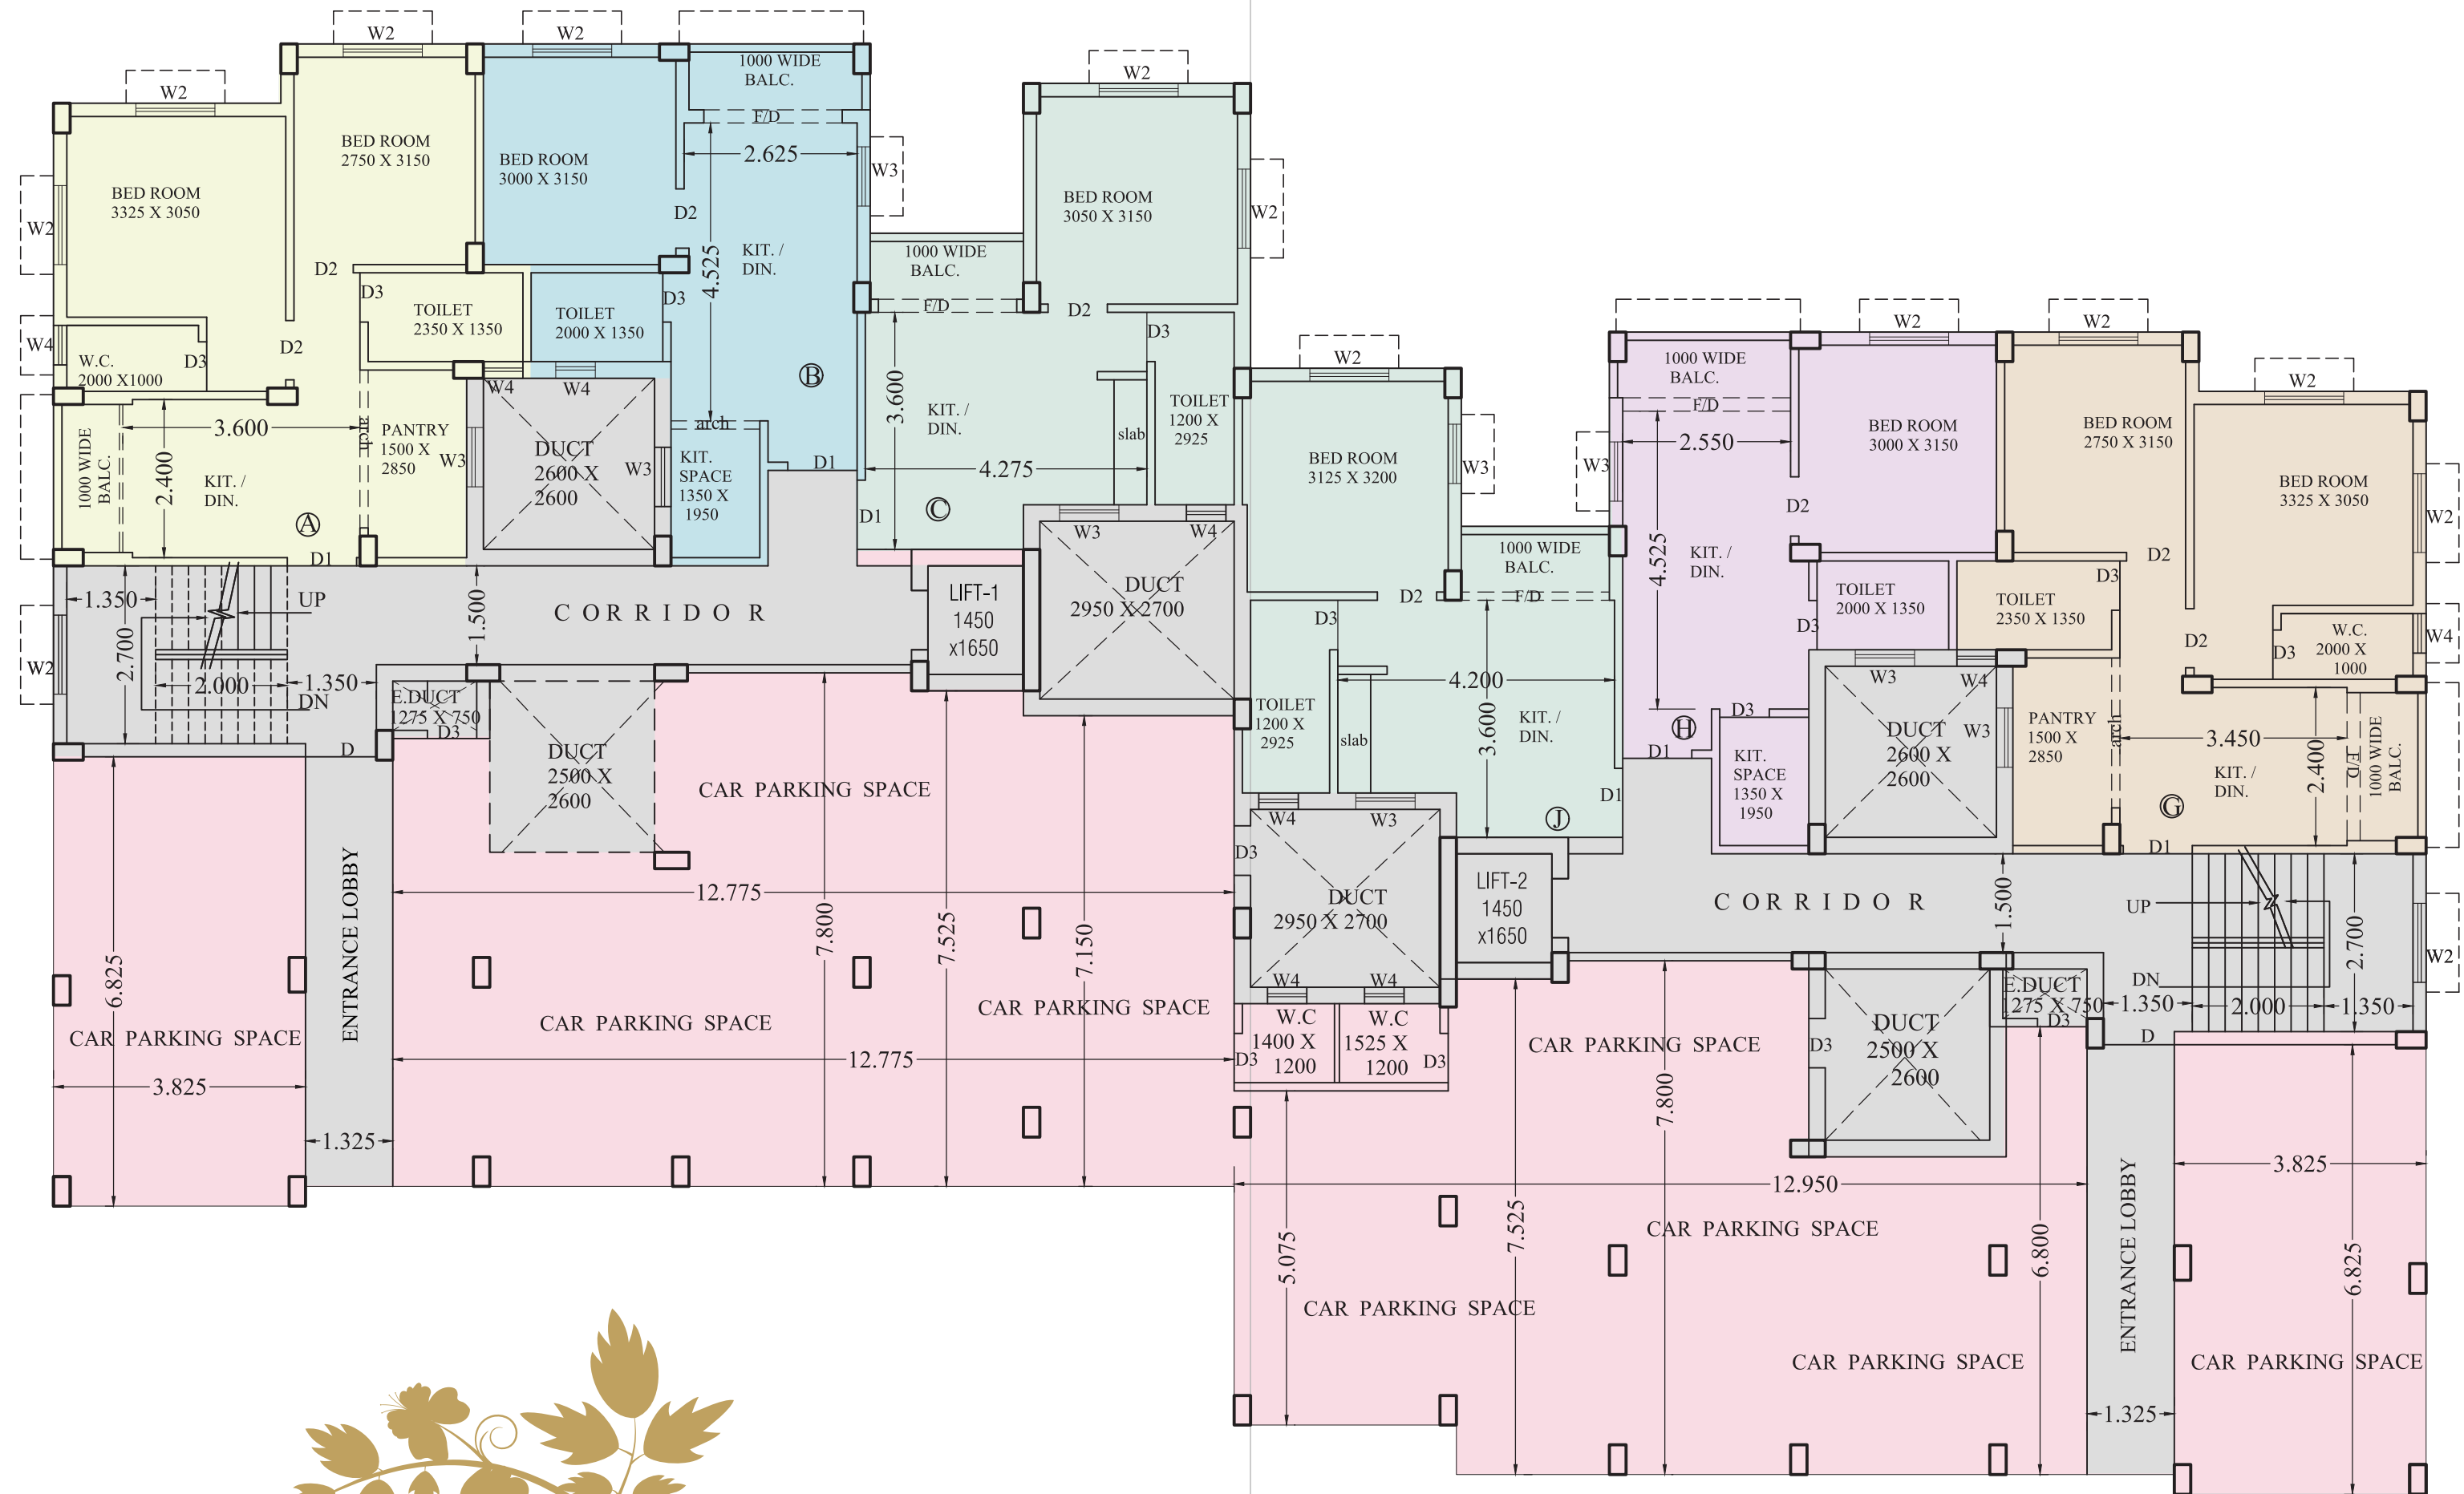 W2
W2
1000 WIDE
BALC.
F/D
2.625
W2
BED ROOM
2750 X 3150
BED ROOM
3000 X 3150
W3
W2
BED ROOM
3325 X 3050
W2
D2
4.525
KIT. /
DIN.
D2
D3
TOILET
2350 X 1350
TOILET
2000 X 1350
D3
W4
W.C.
2000 X1000
D3
D2
W4
W4
B
3.600
arch
PANTRY
1500 X
2850
W3
DUCT
2600 X
2600
W3
arch
KIT.
SPACE
1350 X
1950
D1
1000 WIDE
BALC.
2.400
KIT. /
DIN.
A
D1
W2
BED ROOM
3050 X 3150
W2
1000 WIDE
BALC.
F/D
D2
D3
3.600
KIT. /
DIN.
slab
TOILET
1200 X
2925
4.275
D1
C
W3
W4
DUCT
2950 X 2700
LIFT-1
1450
x1650
1.350
UP
1.500
CORRIDOR
W2
2.700
2.000
1.350
DN
E.DUCT
1275 X 750
D3
D
DUCT
2500 X
2600
CAR PARKING SPACE
12.775
6.825
ENTRANCE LOBBY
7.800
7.525
7.150
CAR PARKING SPACE
CAR PARKING SPACE
CAR PARKING SPACE
12.775
3.825
1.325
W2
BED ROOM
3125 X 3200
W3
D2
D3
F/D
1000 WIDE
BALC.
4.200
TOILET
1200 X
2925
slab
3.600
KIT. /
DIN.
D1
J
W4
W3
D3
DUCT
2950 X 2700
LIFT-2
1450
x1650
W4
W4
W.C
1400 X
1200
W.C
1525 X
1200
D3
D3
1000 WIDE
BALC.
F/D
2.550
W3
W2
W2
BED ROOM
3000 X 3150
BED ROOM
2750 X 3150
W2
BED ROOM
3325 X 3050
W2
D2
4.525
KIT. /
DIN.
D2
D3
TOILET
2000 X 1350
TOILET
2350 X 1350
D3
D2
D3
W.C.
2000 X
1000
W4
W3
W4
H
D3
D1
KIT.
SPACE
1350 X
1950
DUCT
2600 X
2600
W3
PANTRY
1500 X
2850
arch
3.450
2.400
F/D
1000 WIDE
BALC.
KIT. /
DIN.
G
D1
CORRIDOR
1.500
UP
2.700
W2
DN
E.DUCT
1275 X 750
D3
1.350
2.000
1.350
D
DUCT
2500 X
2600
D3
CAR PARKING SPACE
7.800
12.950
3.825
5.075
7.525
CAR PARKING SPACE
6.800
ENTRANCE LOBBY
6.825
CAR PARKING SPACE
CAR PARKING SPACE
CAR PARKING SPACE
1.325